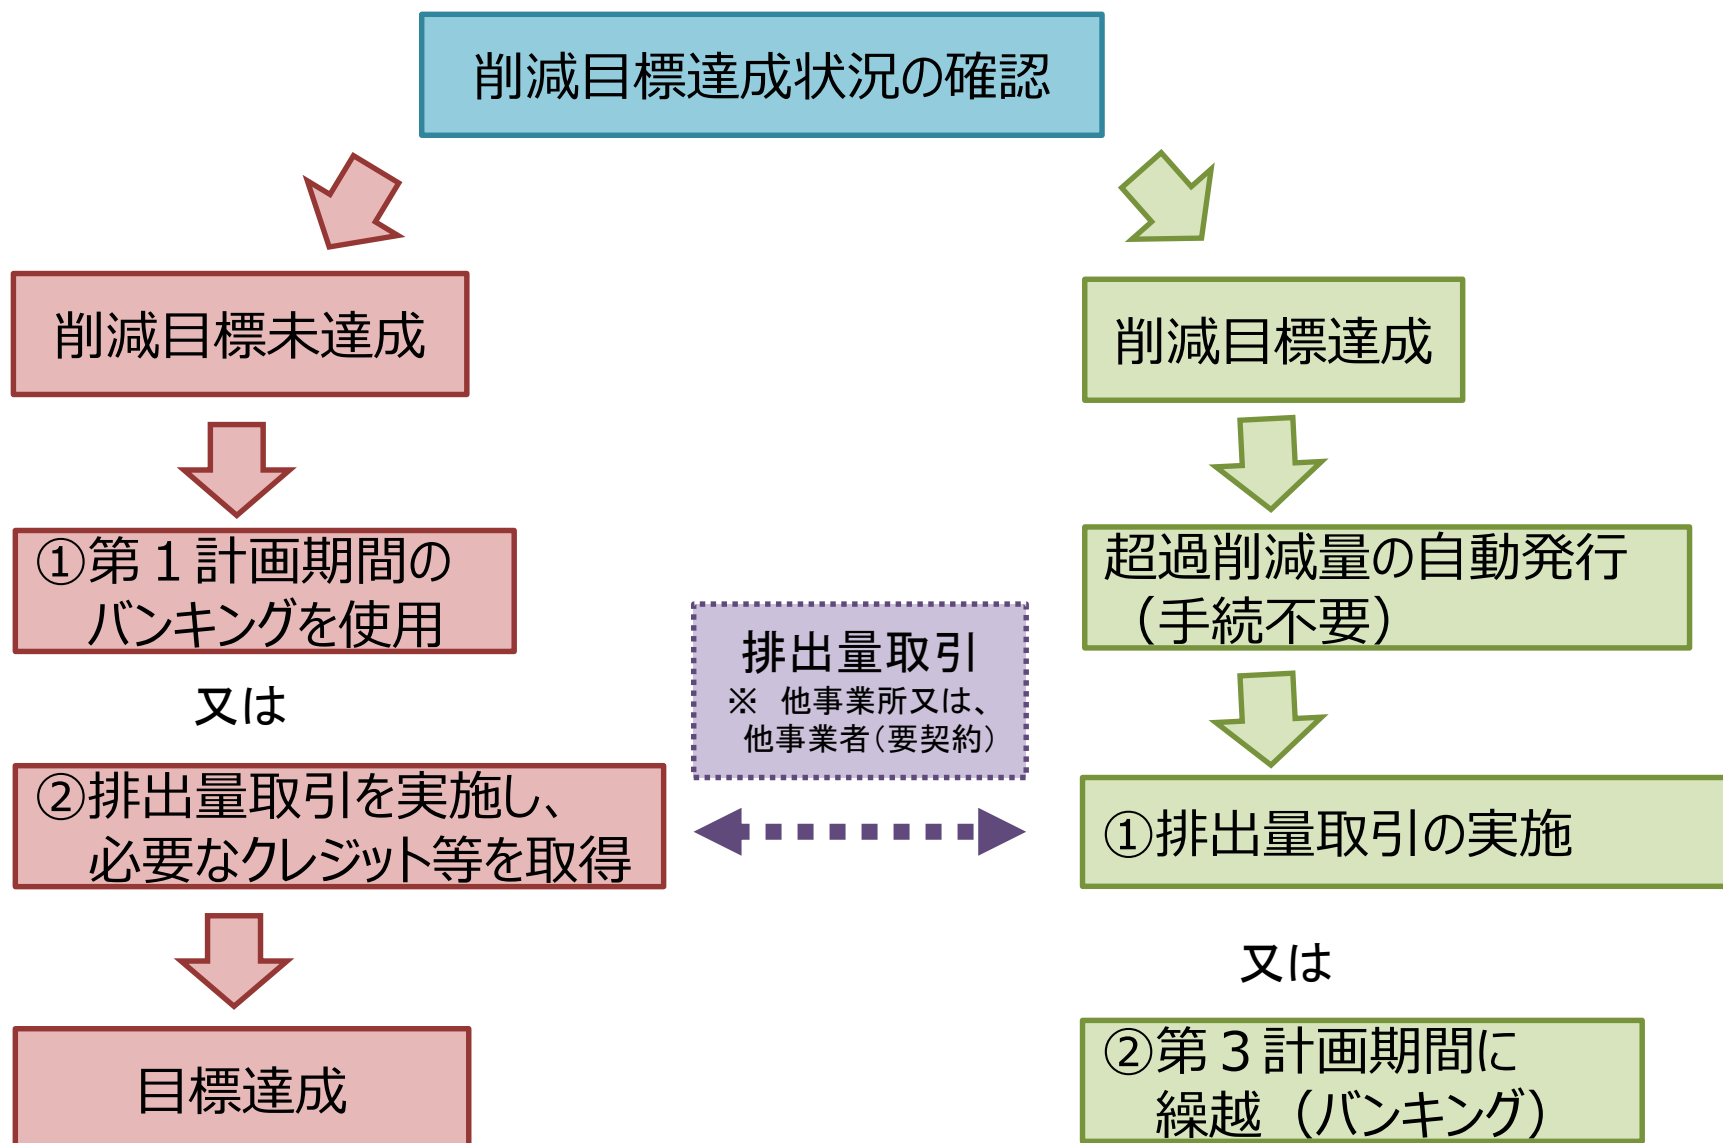 削減目標達成状況の確認
削減目標未達成
①第１計画期間の
バンキングを使用
又は
②排出量取引を実施し、
必要なクレジット等を取得
目標達成
排出量取引
※　他事業所又は、
他事業者（要契約）
削減目標達成
超過削減量の自動発行
（手続不要）
①排出量取引の実施
又は
②第３計画期間に
繰越（バンキング）